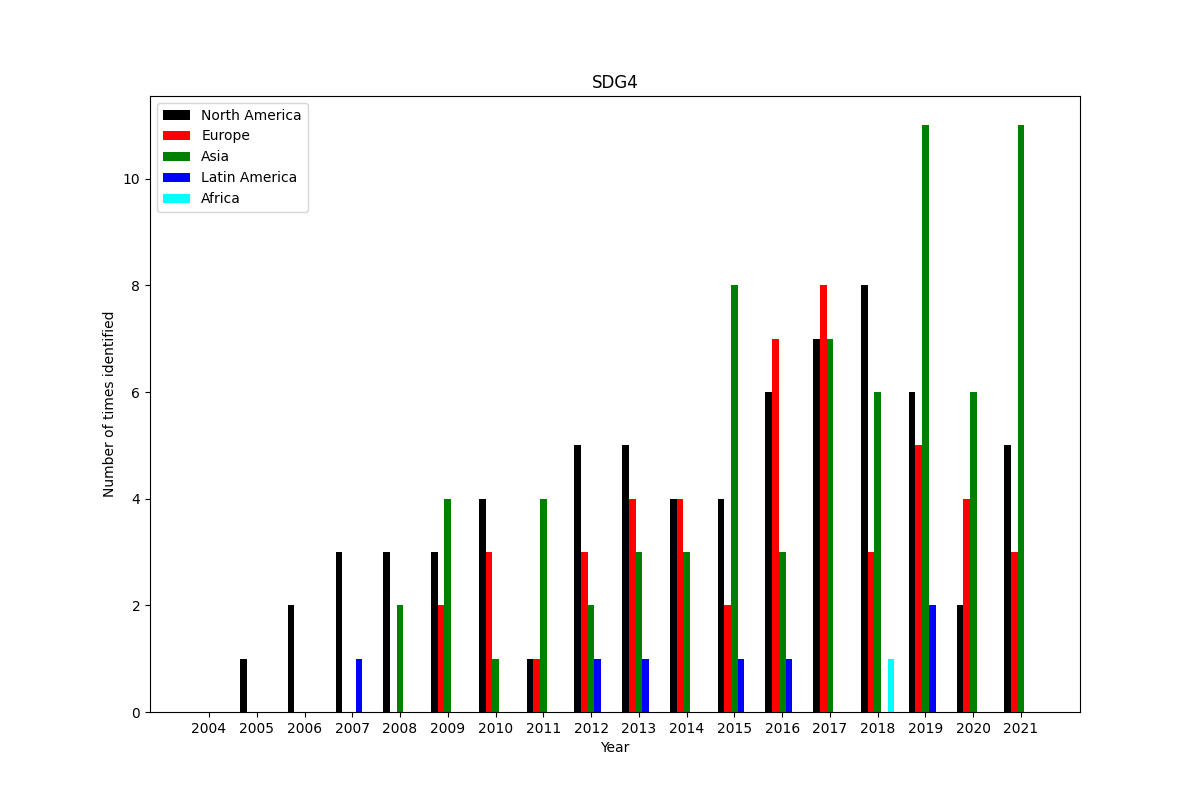 SDG4
North America
Europe
Asia
Latin America
Africa
Number of times identified
10
8
6
4
2
0
2004 2005 2006 2007 2008 2009 2010 2011 2012 2013 2014 2015 2016 2017 2018 2019 2020 2021
Year